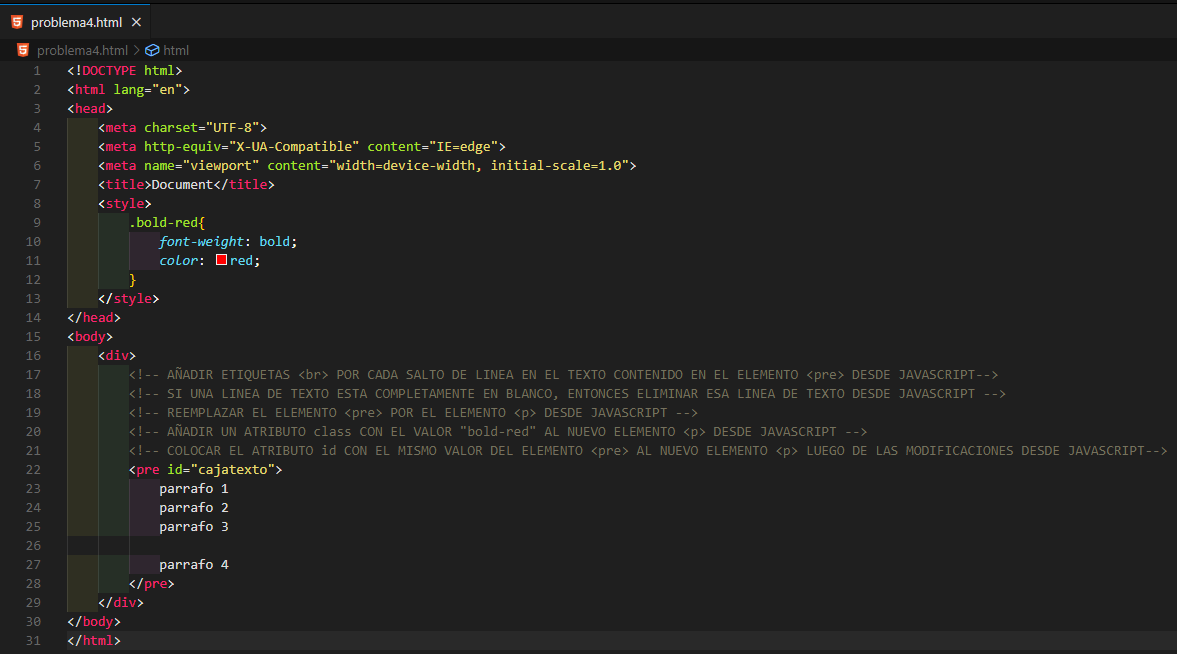 problema4.html
problema4.html > html
1 <!DOCTYPE html>
2 <html lang="en">
3 <head>
4 <meta charset="UTF-8">
5 <meta http-equiv="X-UA-Compatible" content="IE=edge">
6 <meta name="viewport" content="width=device-width, initial-scale=1.0">
7 <title>Document</title>
8 <style>
9 .bold-red{
10 font-weight: bold;
11 color: red;
12 }
13 </style>
14 </head>
15 <body>
16 <div>
17 <!-- AÑADIR ETIQUETAS <br> POR CADA SALTO DE LINEA EN EL TEXTO CONTENIDO EN EL ELEMENTO <pre> DESDE JAVASCRIPT-->
18 <!-- SI UNA LINEA DE TEXTO ESTA COMPLETAMENTE EN BLANCO, ENTONCES ELIMINAR ESA LINEA DE TEXTO DESDE JAVASCRIPT -->
19 <!-- REEMPLAZAR EL ELEMENTO <pre> POR EL ELEMENTO <p> DESDE JAVASCRIPT -->
20 <!-- AÑADIR UN ATRIBUTO class CON EL VALOR "bold-red" AL NUEVO ELEMENTO <p> DESDE JAVASCRIPT -->
21 <!-- COLOCAR EL ATRIBUTO id CON EL MISMO VALOR DEL ELEMENTO <pre> AL NUEVO ELEMENTO <p> LUEGO DE LAS MODIFICACIONES DESDE JAVASCRIPT-->
22 <pre id="cajatexto">
23 parrafo 1
24 parrafo 2
25 parrafo 3
26
27 parrafo 4
28 </pre>
29 </div>
30 </body>
31 </html>